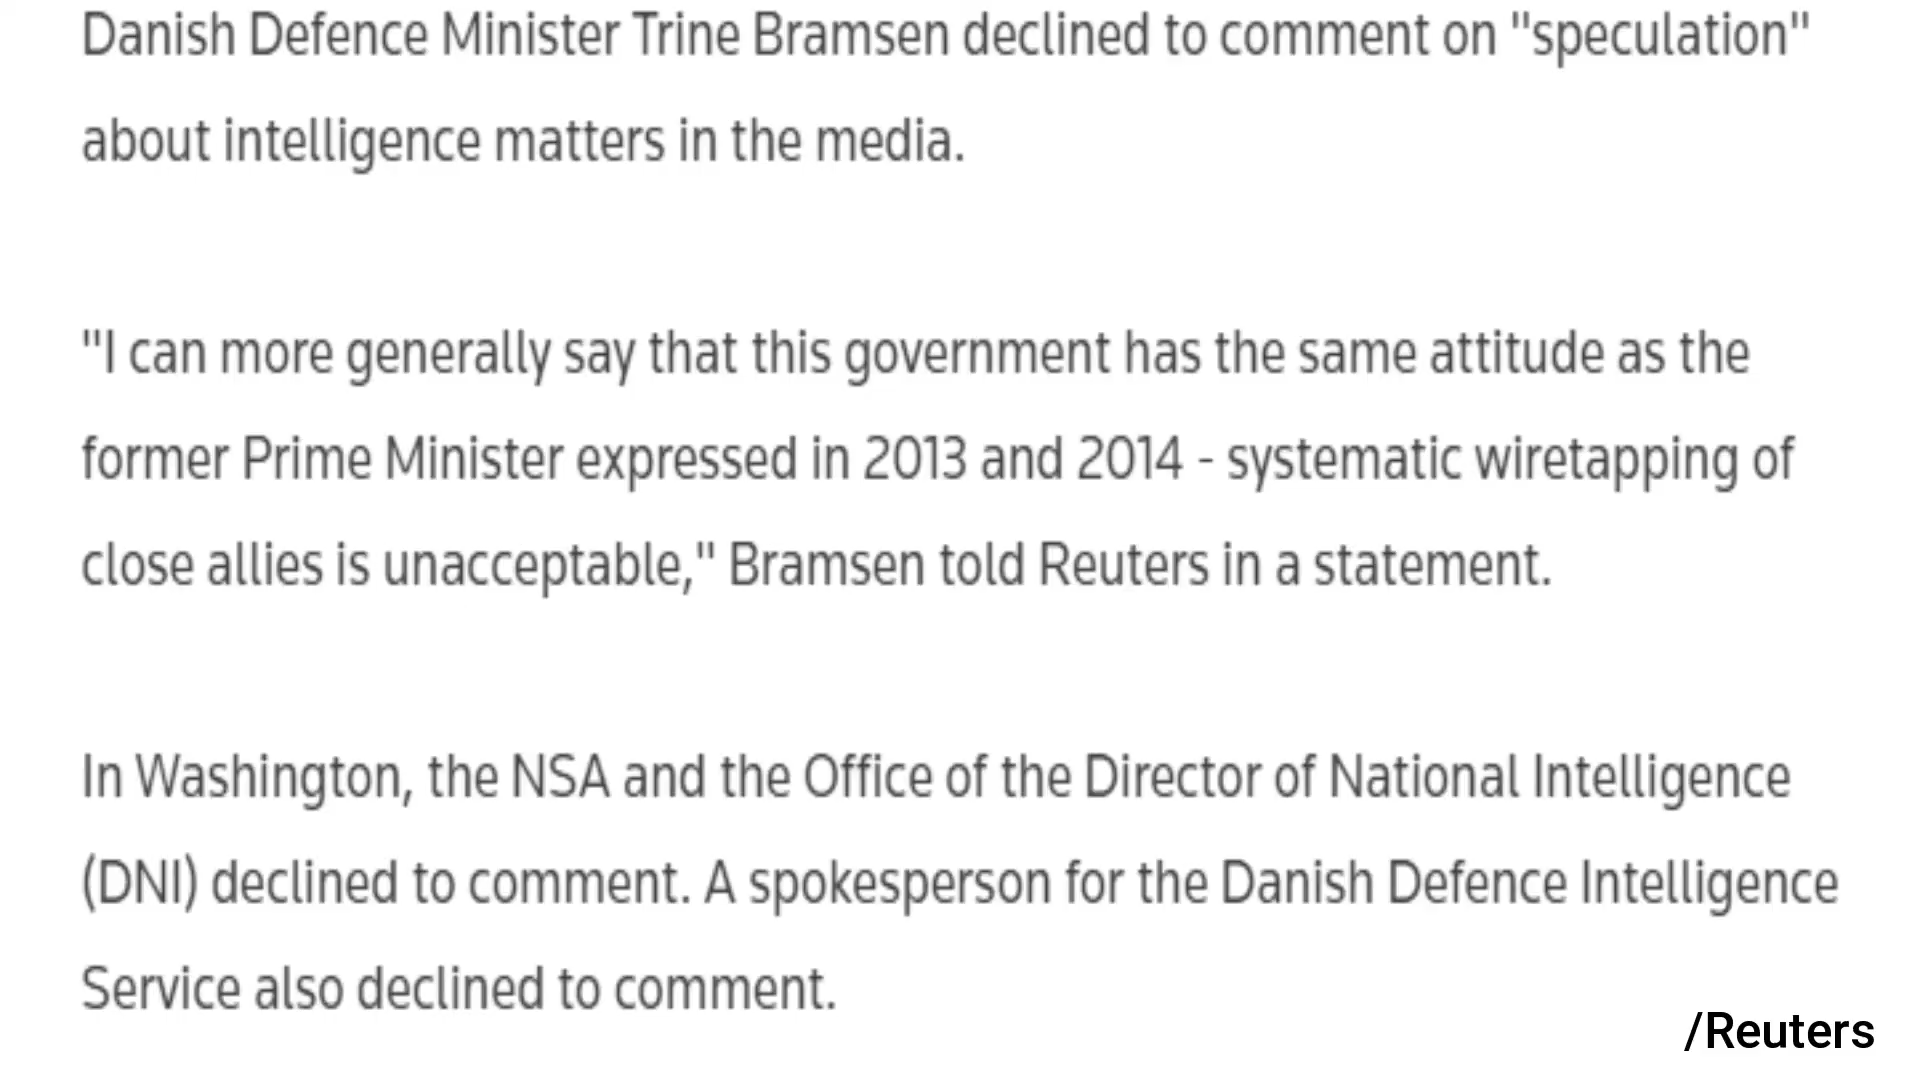 Danish Defence Minister Trine Bramsen declined to comment on "speculation"
about intelligence matters in the media.
"I can more generally say that this government has the same attitude as the
former Prime Minister expressed in 2013 and 2014 - systematic wiretapping of
close allies is unacceptable," Bramsen told Reuters in a statement.
In Washington, the NSA and the Office of the Director of National Intelligence
(DNI) declined to comment. A spokesperson for the Danish Defence Intelligence
Service also declined to comment.
/Reuters